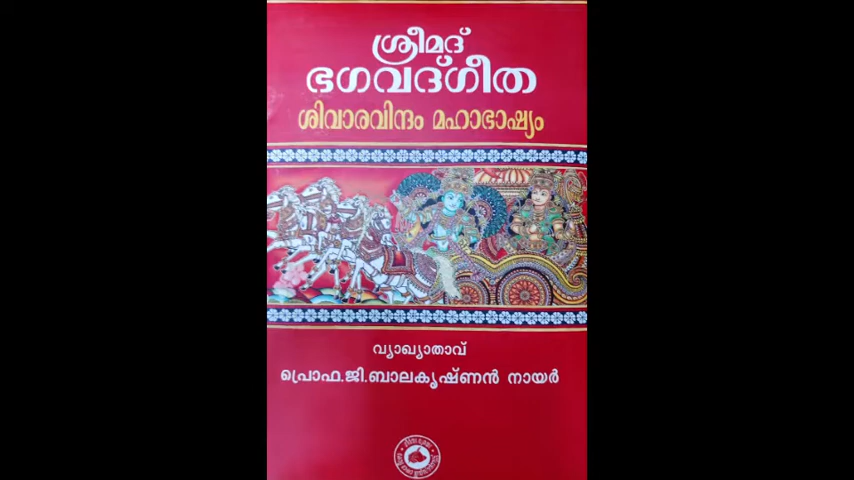 ശ്രീമദ്
ഭഗവദ്ഗീത
ശിവാരവിന്ദം മഹാഭാഷ്യം
വ്യാഖ്യാതാവ്
പ്രൊഫ.ജി.ബാലകൃഷ്ണൻ നായർ